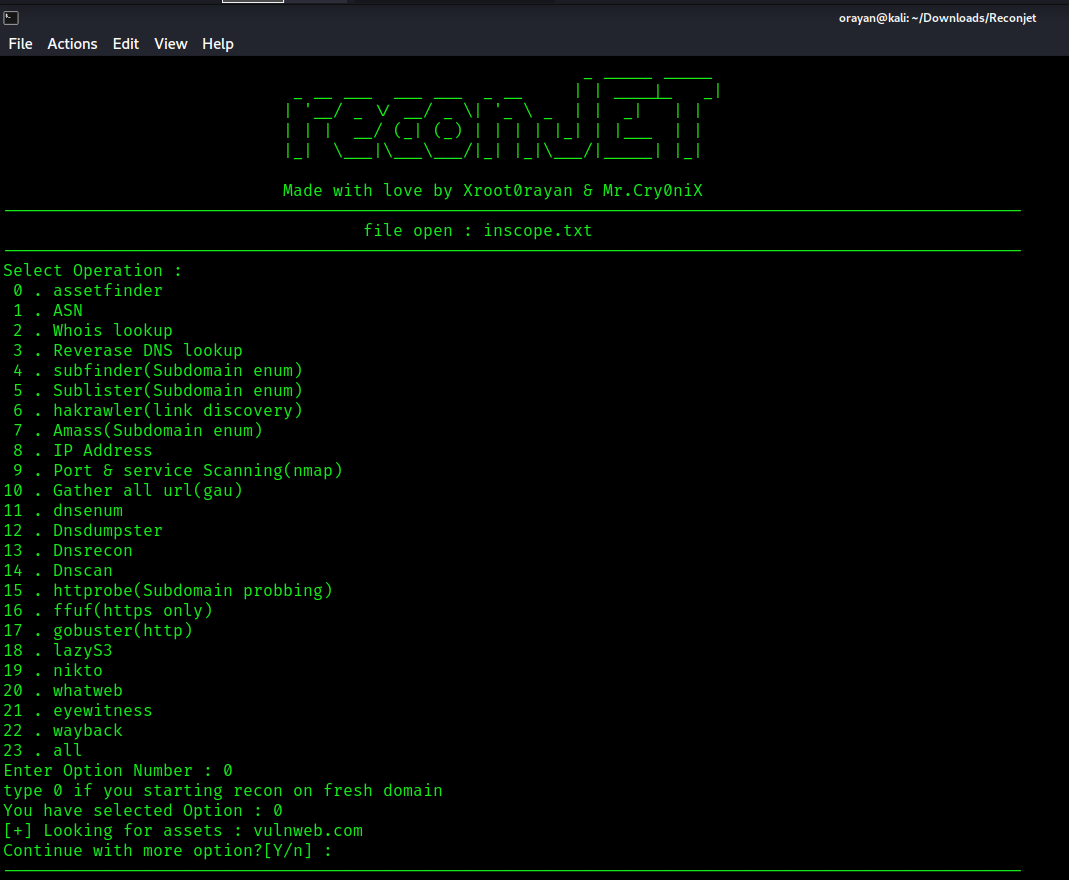 orayan@kali: ~/Downloads/Reconjet
File Actions Edit View Help
reconJET
Made with love by Xroot0rayan & Mr.Cry0niX
file open : inscope.txt
Select Operation :
0 . assetfinder
1 . ASN
2 . Whois lookup
3 . Reverase DNS lookup
4 . subfinder(Subdomain enum)
5 . Sublister(Subdomain enum)
6 . hakrawler(link discovery)
7 . Amass(Subdomain enum)
8 . IP Address
9 . Port & service Scanning(nmap)
10 . Gather all url(gau)
11 . dnsenum
12 . Dnsdumpster
13 . Dnsrecon
14 . Dnscan
15 . httprobe(Subdomain probbing)
16 . ffuf(https only)
17 . gobuster(http)
18 . lazyS3
19 . nikto
20 . whatweb
21 . eyewitness
22 . wayback
23 . all
Enter Option Number : 0
type 0 if you starting recon on fresh domain
You have selected Option : 0
[+] Looking for assets : vulnweb.com
Continue with more option?[Y/n] :